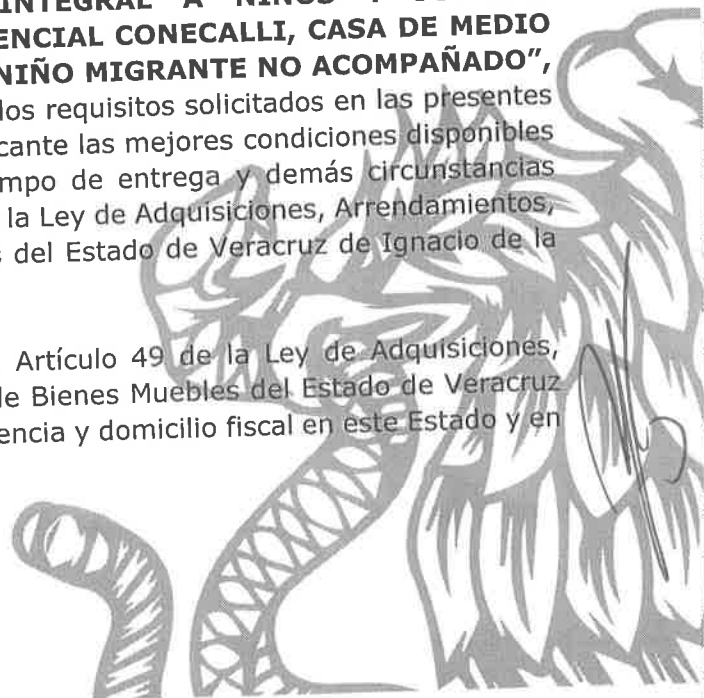 INTEGRAL A NIÑOS
ENCIAL CONECALLI, CASA DE MEDIO
NIÑO MIGRANTE NO ACOMPAÑADO",
los requisitos solicitados en las presentes
cante las mejores condiciones disponibles
mpo de entrega y demás circunstancias
la Ley de Adquisiciones, Arrendamientos,
s del Estado de Veracruz de Ignacio de la
Artículo 49 de la Ley de Adquisiciones,
de Bienes Muebles del Estado de Veracruz
encia y domicilio fiscal en este Estado y en